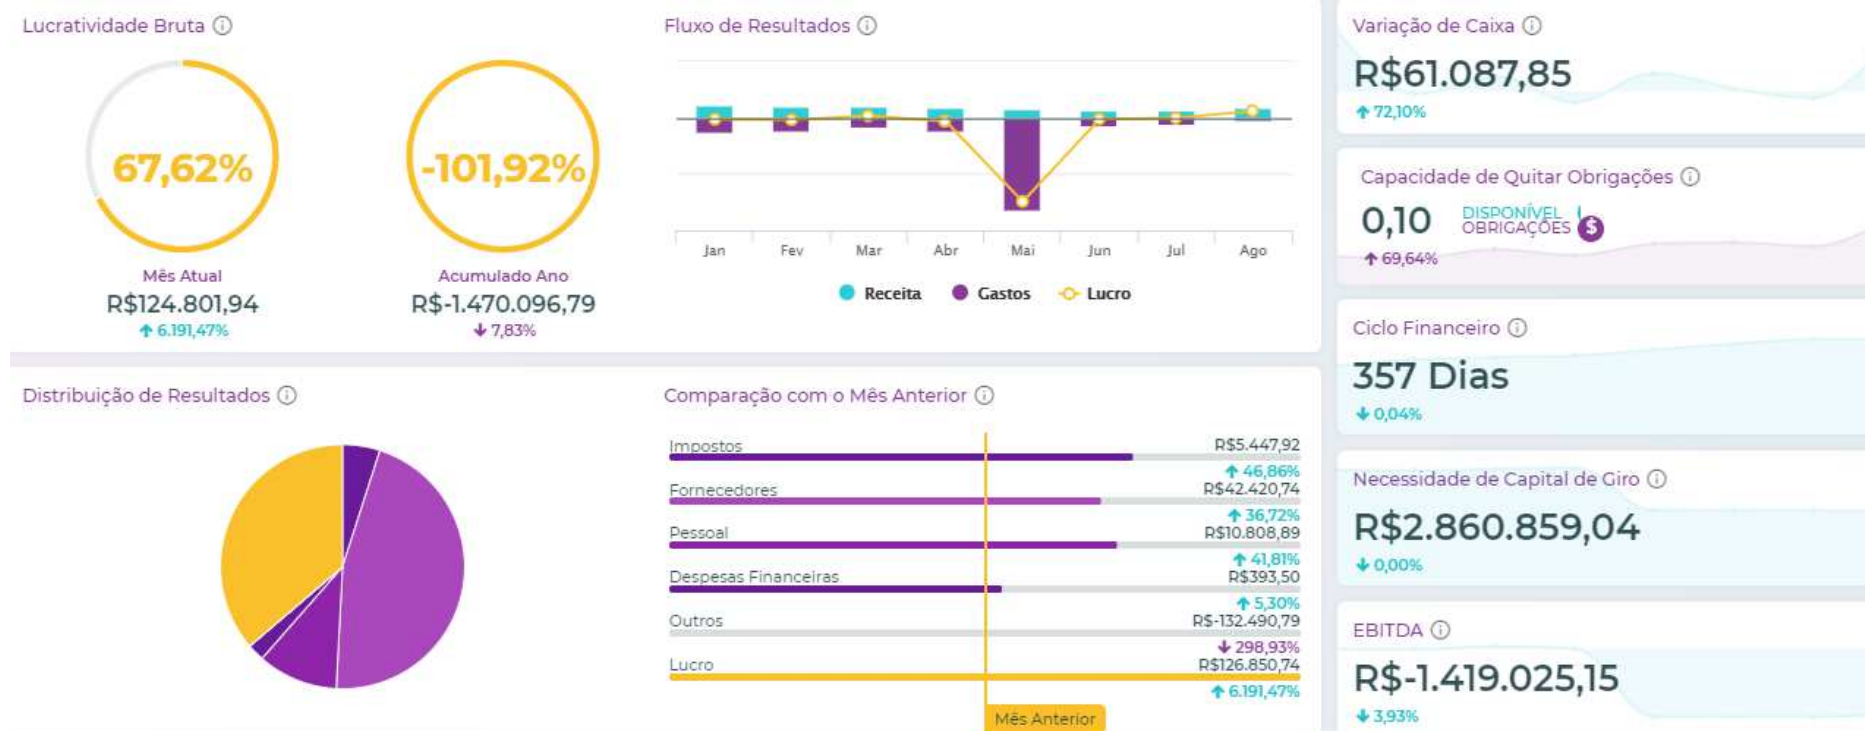 Lucratividade Bruta
67,62%
-101,92%
Mês Atual
Acumulado Ano
R$124.801,94
R$-1.470.096,79
6.191,47%
7,83%
Fluxo de Resultados
Jan Fev Mar Abr Mai Jun Jul Ago
Receita Gastos Lucro
Variação de Caixa
R$61.087,85
72,10%
Capacidade de Quitar Obrigações
0,10
DISPONÍVEL
OBRIGAÇÕES
$
69,64%
Ciclo Financeiro
357 Dias
0,04%
Necessidade de Capital de Giro
R$2.860.859,04
0,00%
EBITDA
R$-1.419.025,15
3,93%
Distribuição de Resultados
Comparação com o Mês Anterior
Impostos R$5.447,92
46,86%
Fornecedores R$42.420,74
36,72%
Pessoal R$10.808,89
41,81%
Despesas Financeiras R$393,50
5,30%
Outros R$-132.490,79
298,93%
Lucro R$126.850,74
6.191,47%
Mês Anterior